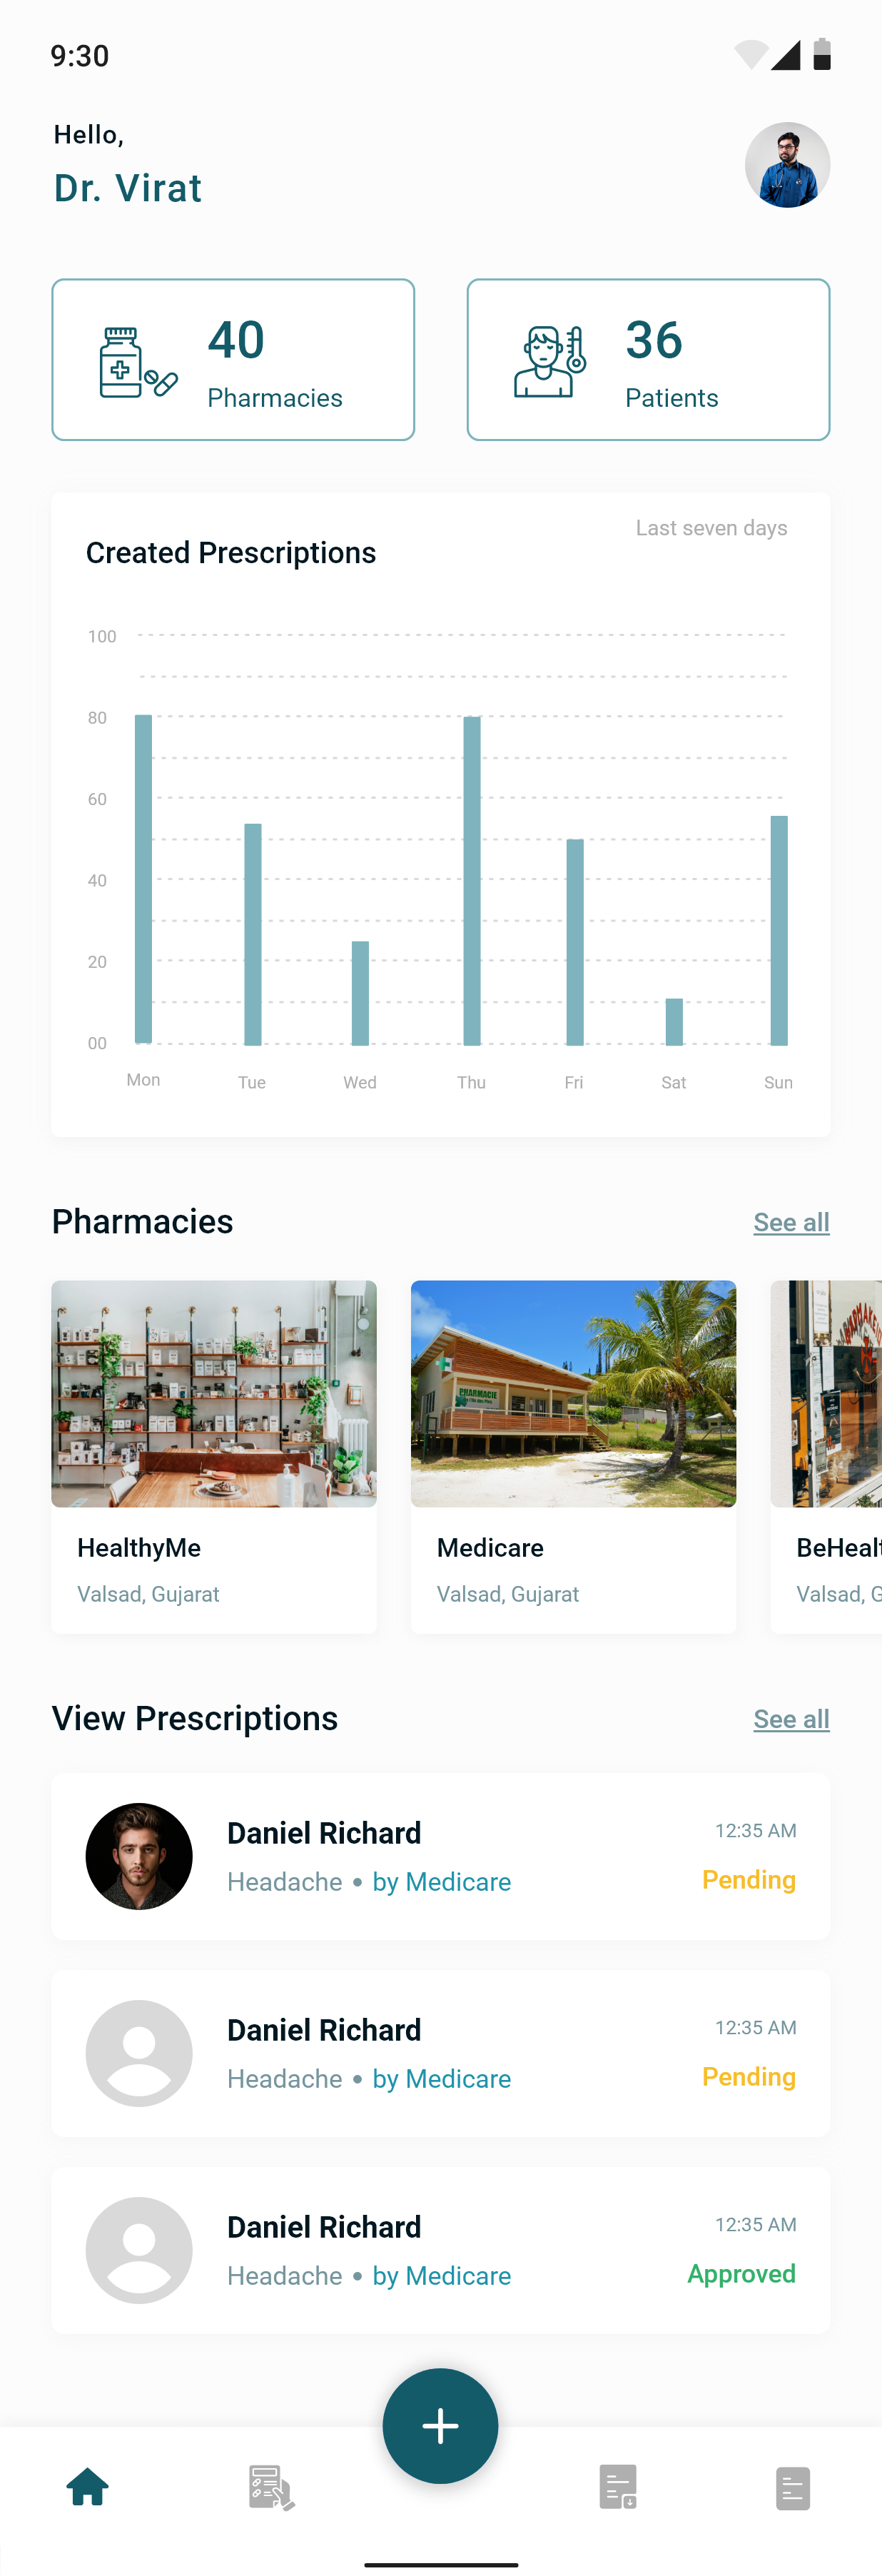 9:30
Hello,
Dr. Virat
40
Pharmacies
36
Patients
Last seven days
Created Prescriptions
100
80
60
40
20
00
Mon Tue Wed Thu Fri Sat Sun
Pharmacies See all
PHARMACIE
HealthyMe
Valsad, Gujarat
Medicare
Valsad, Gujarat
BeHealt
Valsad, G
View Prescriptions See all
Daniel Richard 12:35 AM
Headache • by Medicare Pending
Daniel Richard 12:35 AM
Headache • by Medicare Pending
Daniel Richard 12:35 AM
Headache • by Medicare Approved